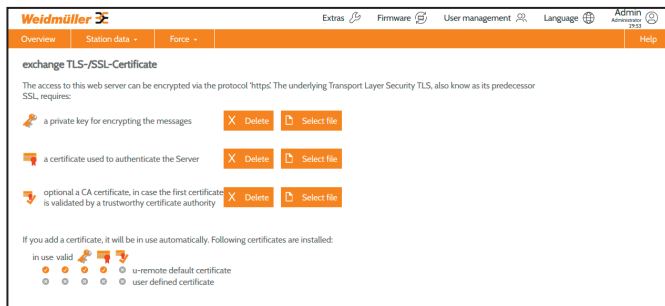 Weidmüller
Extras Firmware User management Language Admin
Administrator
19:53
Overview Station data Force Help
exchange TLS-/SSL-Certificate
The access to this web server can be encrypted via the protocol 'https'. The underlying Transport Layer Security TLS, also know as its predecessor
SSL, requires:
a private key for encrypting the messages X Delete Select file
a certificate used to authenticate the Server X Delete Select file
optional a CA certificate, in case the first certificate
is validated by a trustworthy certificate authority X Delete Select file
If you add a certificate, it will be in use automatically. Following certificates are installed:
in use valid
u-remote default certificate
user defined certificate